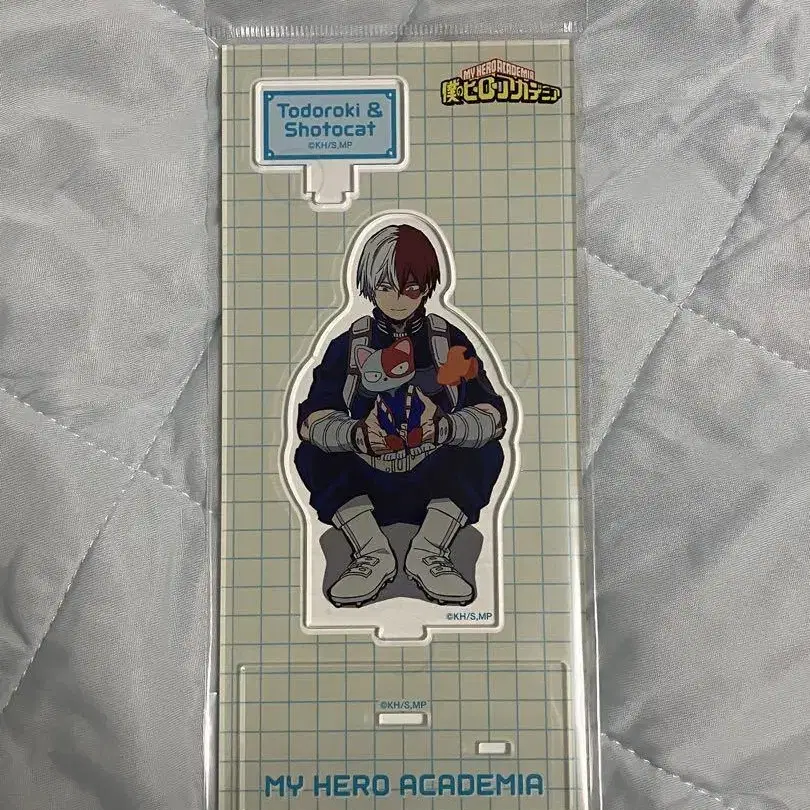 Todoroki &
Shotocat
©KH/S,MP
MY HERO ACADEMIA
僕のヒーローアカデミア
©KH/S,MP
©KH/S,MP
MY HERO ACADEMIA